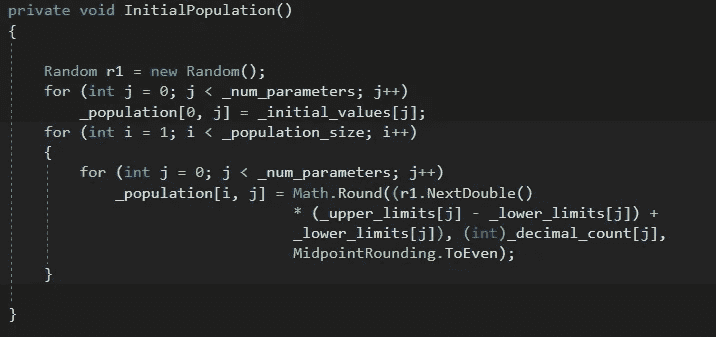 private void InitialPopulation()
{
Random r1 = new Random();
for (int j = 0; j < _num_parameters; j++)
_population[0, j] = _initial_values[j];
for (int i = 1; i < _population_size; i++)
{
for (int j = 0; j < _num_parameters; j++)
_population[i, j] = Math.Round((r1.NextDouble()
* (_upper_limits[j] - _lower_limits[j]) +
_lower_limits[j]), (int)_decimal_count[j],
MidpointRounding.ToEven);
}
}